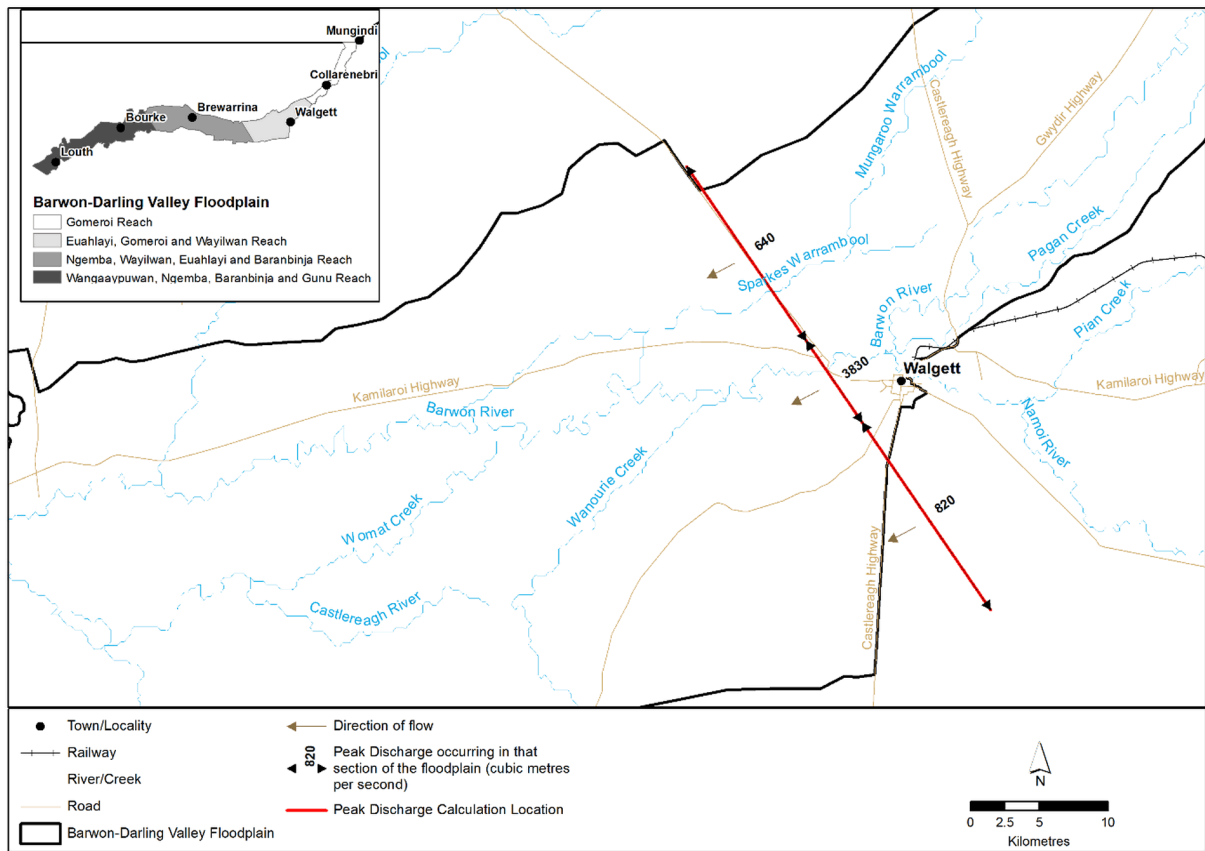 Mungindi
Collarenebri
Walgett
Brewarrina
Bourke
Louth
Barwon-Darling Valley Floodplain
Gomeroi Reach
Euahlayi, Gomeroi and Wayilwan Reach
Ngemba, Wayilwan, Euahlayi and Baranbinja Reach
Wangaaypuwan, Ngemba, Baranbinja and Gunu Reach
Mungaroo Warrambool
Castlereagh Highway
Gwydir Highway
Pagan Creek
Pian Creek
640
Sparkes Warrambool
Barwon River
3830
Walgett
Kamilaroi Highway
Kamilaroi Highway
Barwon River
Namoi River
Wanourie Creek
Womat Creek
820
Castlereagh River
Castlereagh Highway
Town/Locality
Railway
River/Creek
Road
Barwon-Darling Valley Floodplain
Direction of flow
820
Peak Discharge occurring in that
section of the floodplain (cubic metres
per second)
Peak Discharge Calculation Location
N
0 2.5 5 10
Kilometres